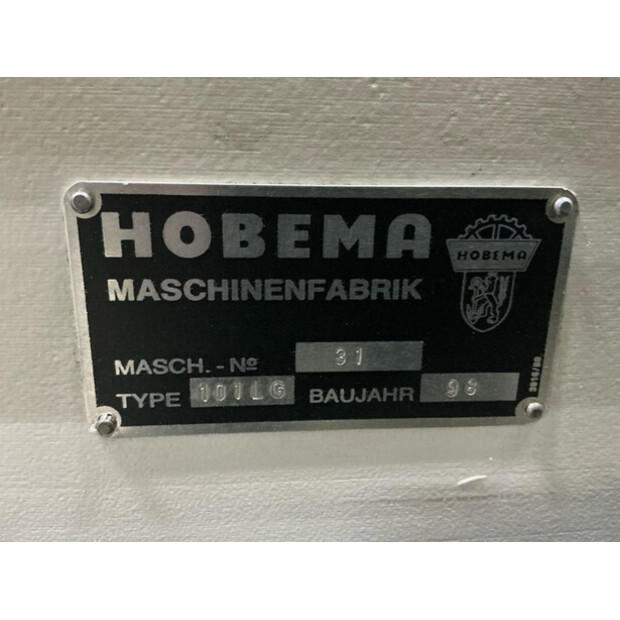 HOBEMA
HOBEMA
MASCHINENFABRIK
MASCH.-Nº 31
TYPE 101LG BAUJAHR 98